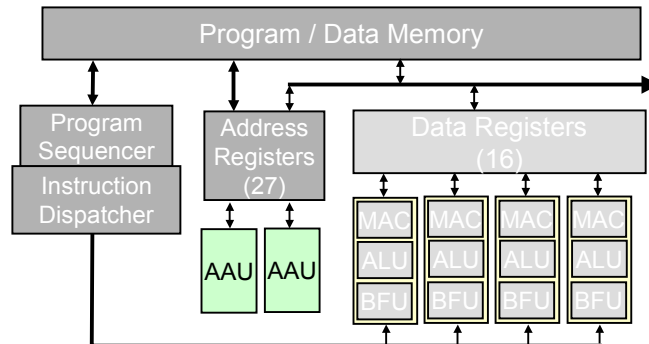 Program / Data Memory
Program
Sequencer
Instruction
Dispatcher
Address
Registers
(27)
Data Registers
(16)
AAU
AAU
MAC
MAC
MAC
MAC
ALU
ALU
ALU
ALU
BFU
BFU
BFU
BFU